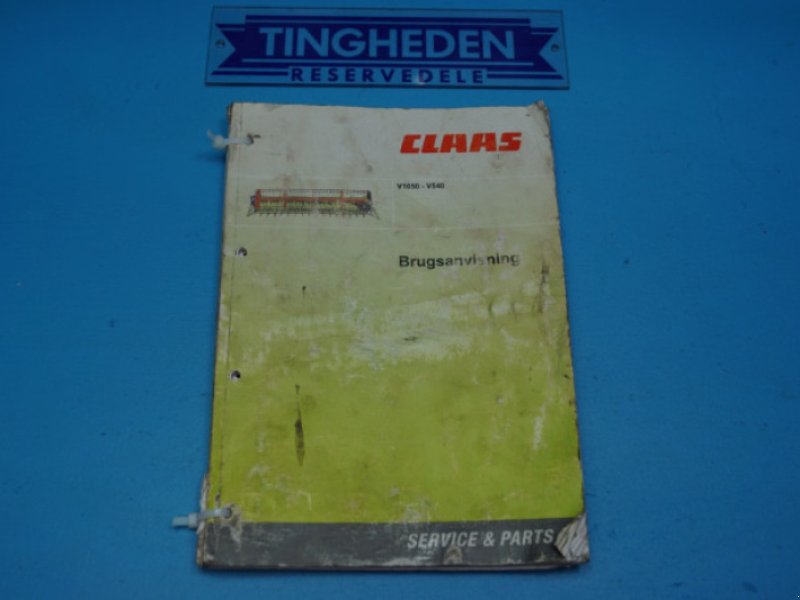 TINGHEDEN
RESERVEDELE
CLAAS
V1050 - V540
Brugsanvisning
SERVICE & PARTS